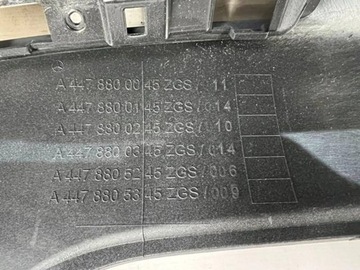 A 447 880 00 45 ZGS / 11
A 447 880 01 45 ZGS / 014
A 447 880 02 45 ZGS / 10
A 447 880 03 45 ZGS / 014
A 447 880 52 45 ZGS / 006
A 447 880 53 45 ZGS / 009